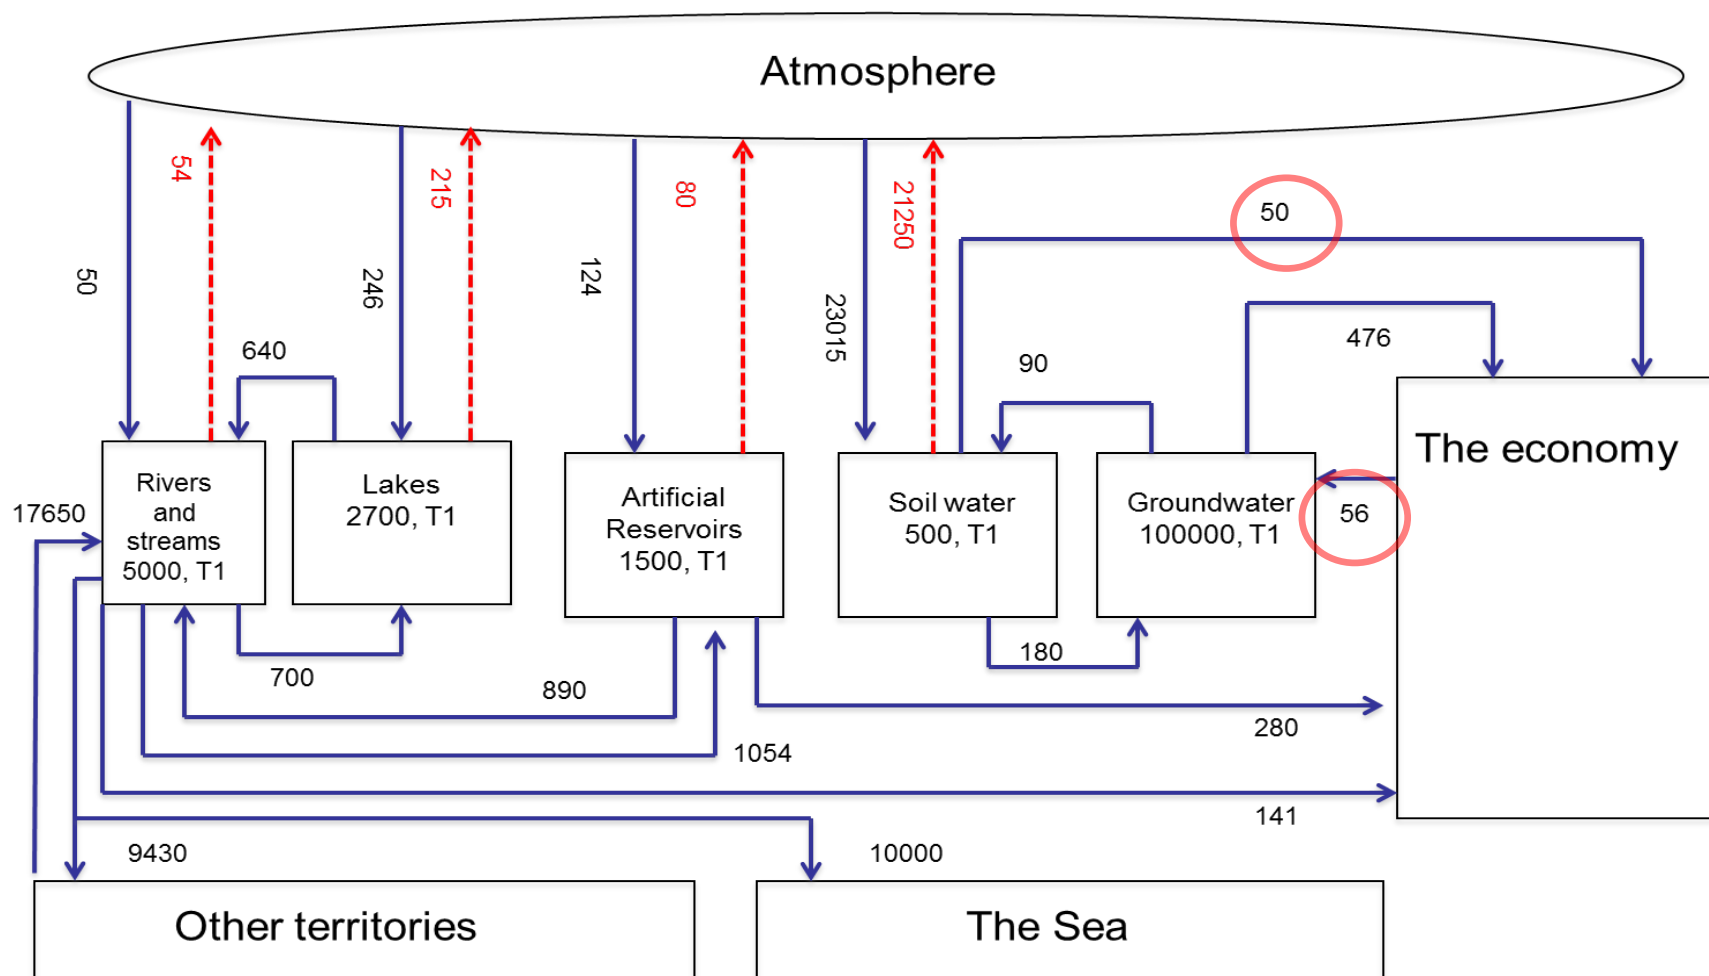 Atmosphere
54
215
80
21250
50
50
246
124
23015
640
90
476
The economy
Rivers
and
streams
5000, T1
Lakes
2700, T1
Artificial
Reservoirs
1500, T1
Soil water
500, T1
Groundwater
100000, T1
56
17650
700
890
180
280
1054
141
9430
10000
Other territories
The Sea